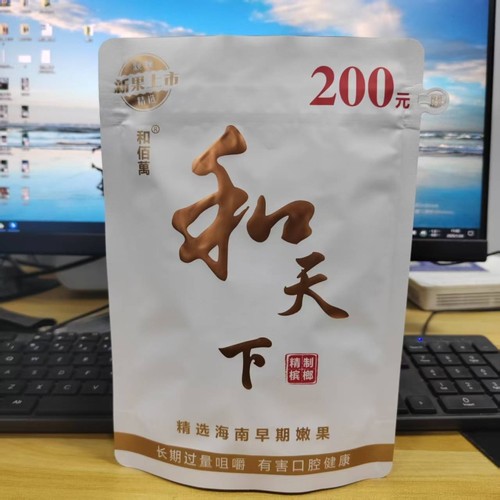 新果上市
200元
和佰萬®
和天下
精制
槟榔
精选海南早期嫩果
长期过量咀嚼 有害口腔健康